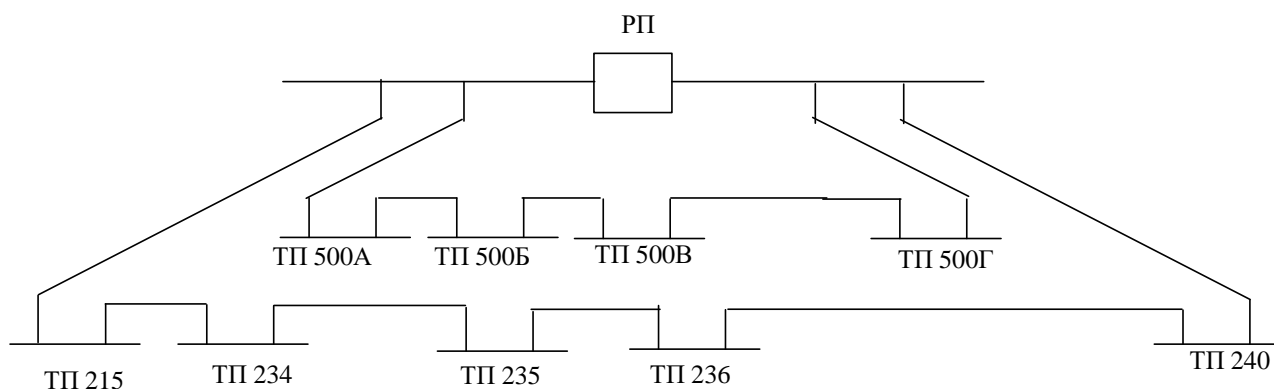 РП
ТП 500А ТП 500Б ТП 500В ТП 500Г
ТП 215 ТП 234 ТП 235 ТП 236 ТП 240